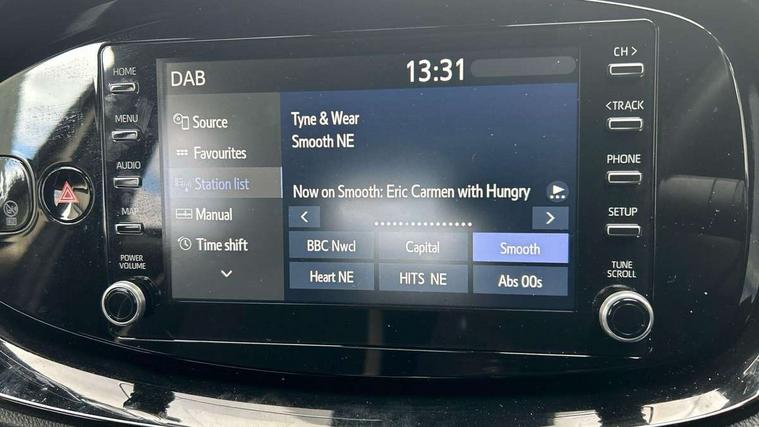 DAB
13:31
HOME
MENU
AUDIO
MAP
POWER
VOLUME
Source
Favourites
Station list
Manual
Time shift
Tyne & Wear
Smooth NE
Now on Smooth: Eric Carmen with Hungry
BBC Nwcl
Capital
Smooth
Heart NE
HITS NE
Abs 00s
CH >
< TRACK
PHONE
SETUP
TUNE
SCROLL